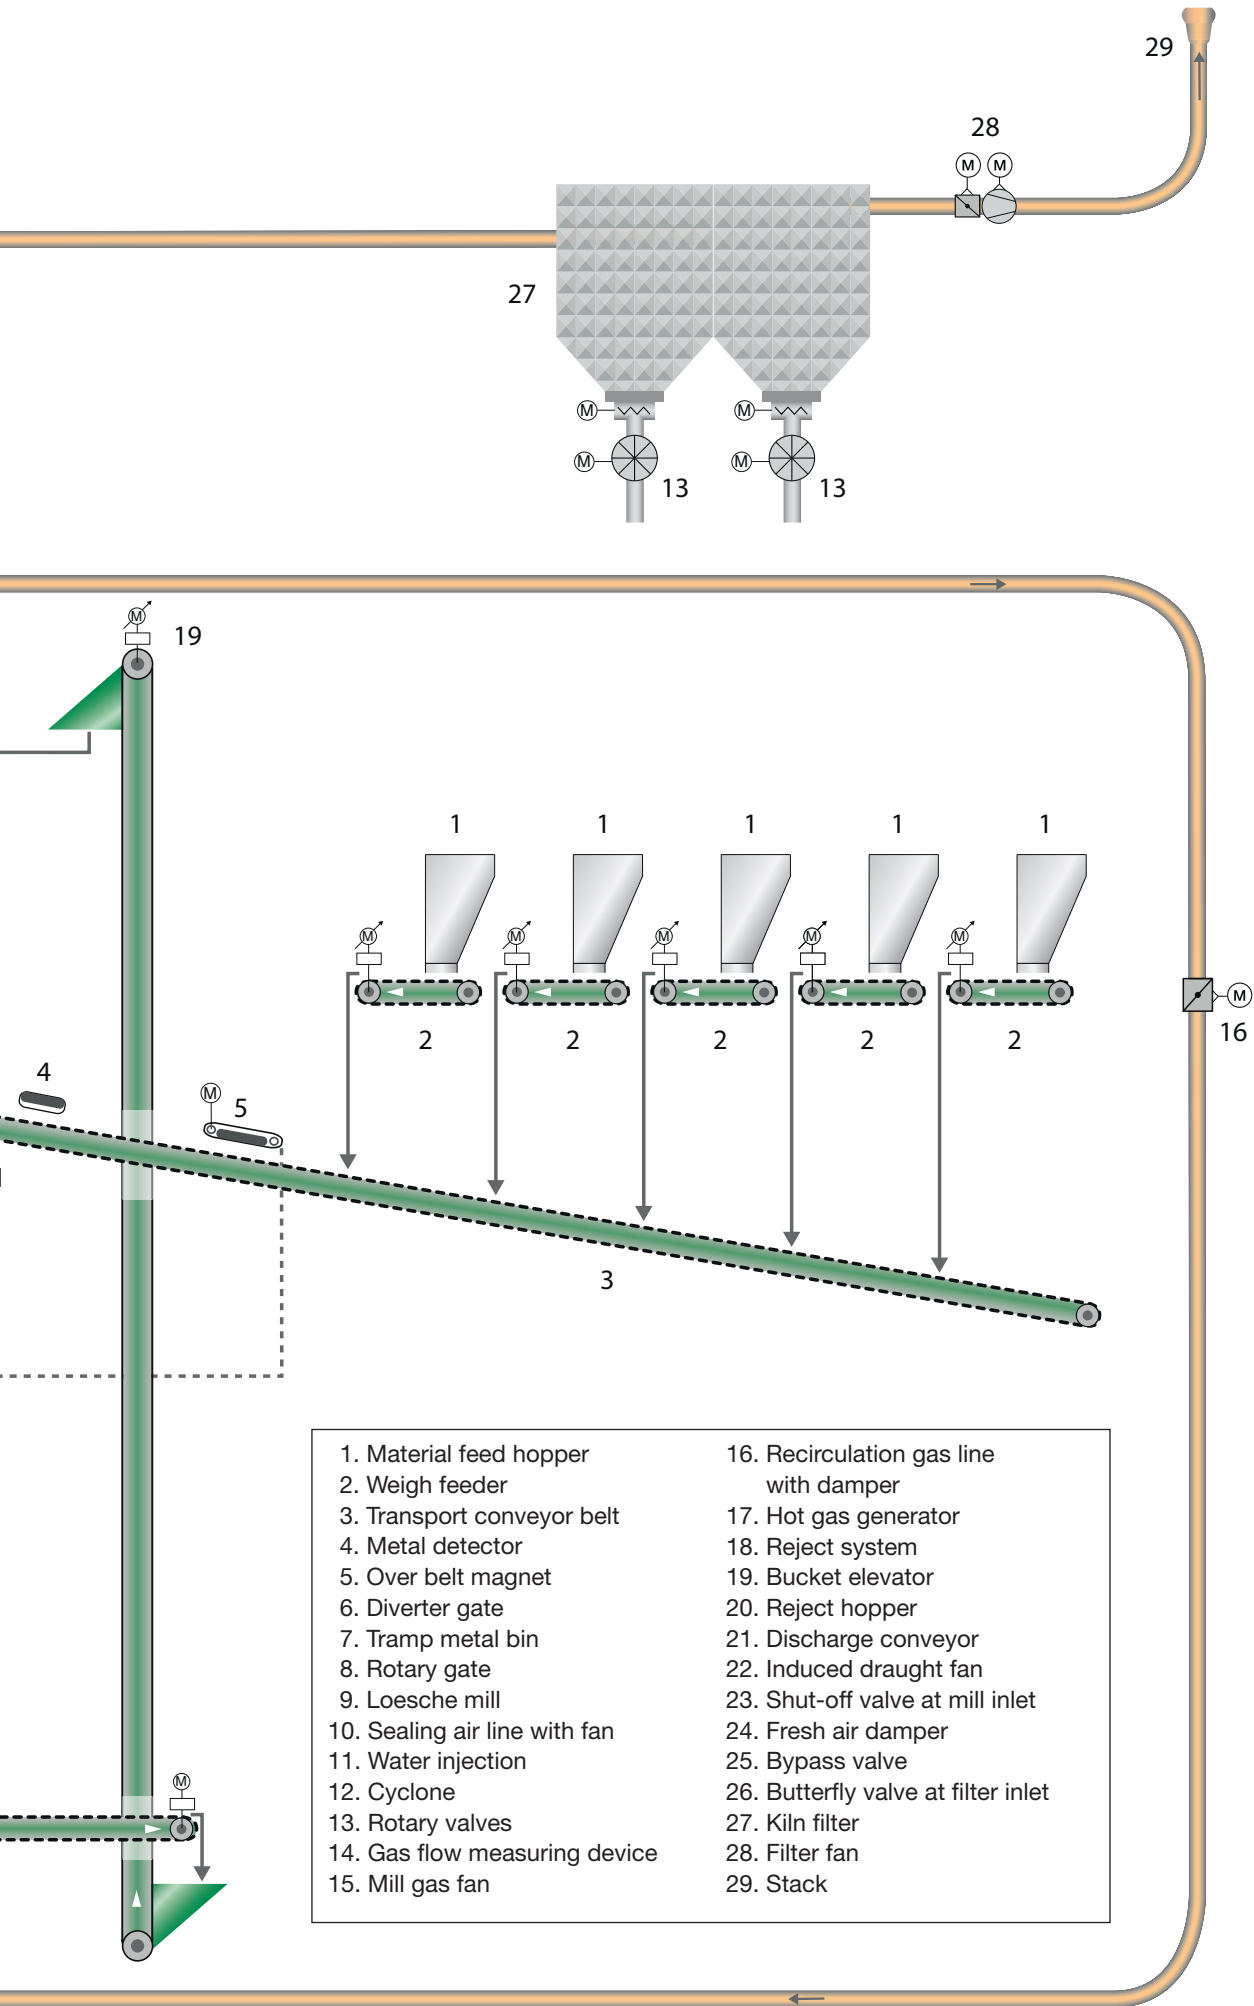 29
28
M M
27
M M
M M
13 13
M
19
1 1 1 1 1
M M M M M
M
2 2 2 2 2
16
4
M
5
3
1. Material feed hopper
2. Weigh feeder
3. Transport conveyor belt
4. Metal detector
5. Over belt magnet
6. Diverter gate
7. Tramp metal bin
8. Rotary gate
9. Loesche mill
10. Sealing air line with fan
11. Water injection
12. Cyclone
13. Rotary valves
14. Gas flow measuring device
15. Mill gas fan
16. Recirculation gas line
with damper
17. Hot gas generator
18. Reject system
19. Bucket elevator
20. Reject hopper
21. Discharge conveyor
22. Induced draught fan
23. Shut-off valve at mill inlet
24. Fresh air damper
25. Bypass valve
26. Butterfly valve at filter inlet
27. Kiln filter
28. Filter fan
29. Stack
M